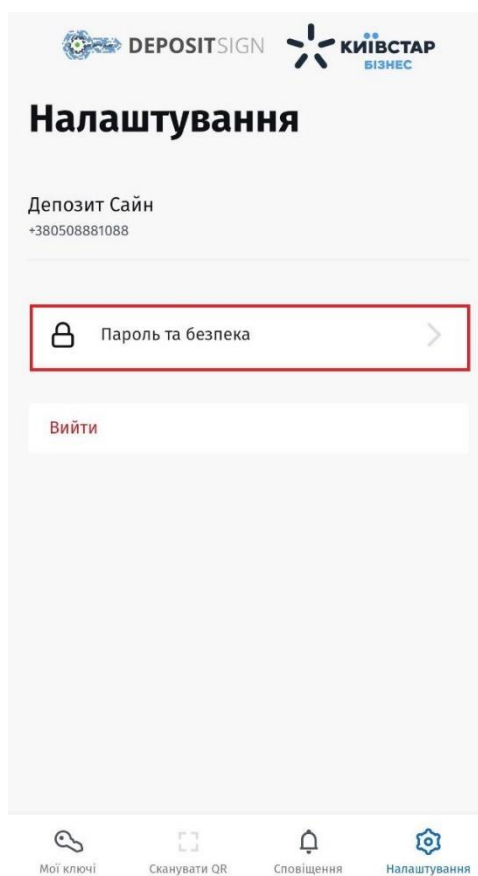 DEPOSITSIGN КИЇВСТАР
БІЗНЕС
Налаштування
Депозит Сайн
+380508881088
Пароль та безпека
Вийти
Мої ключі Сканувати QR Сповіщення Налаштування